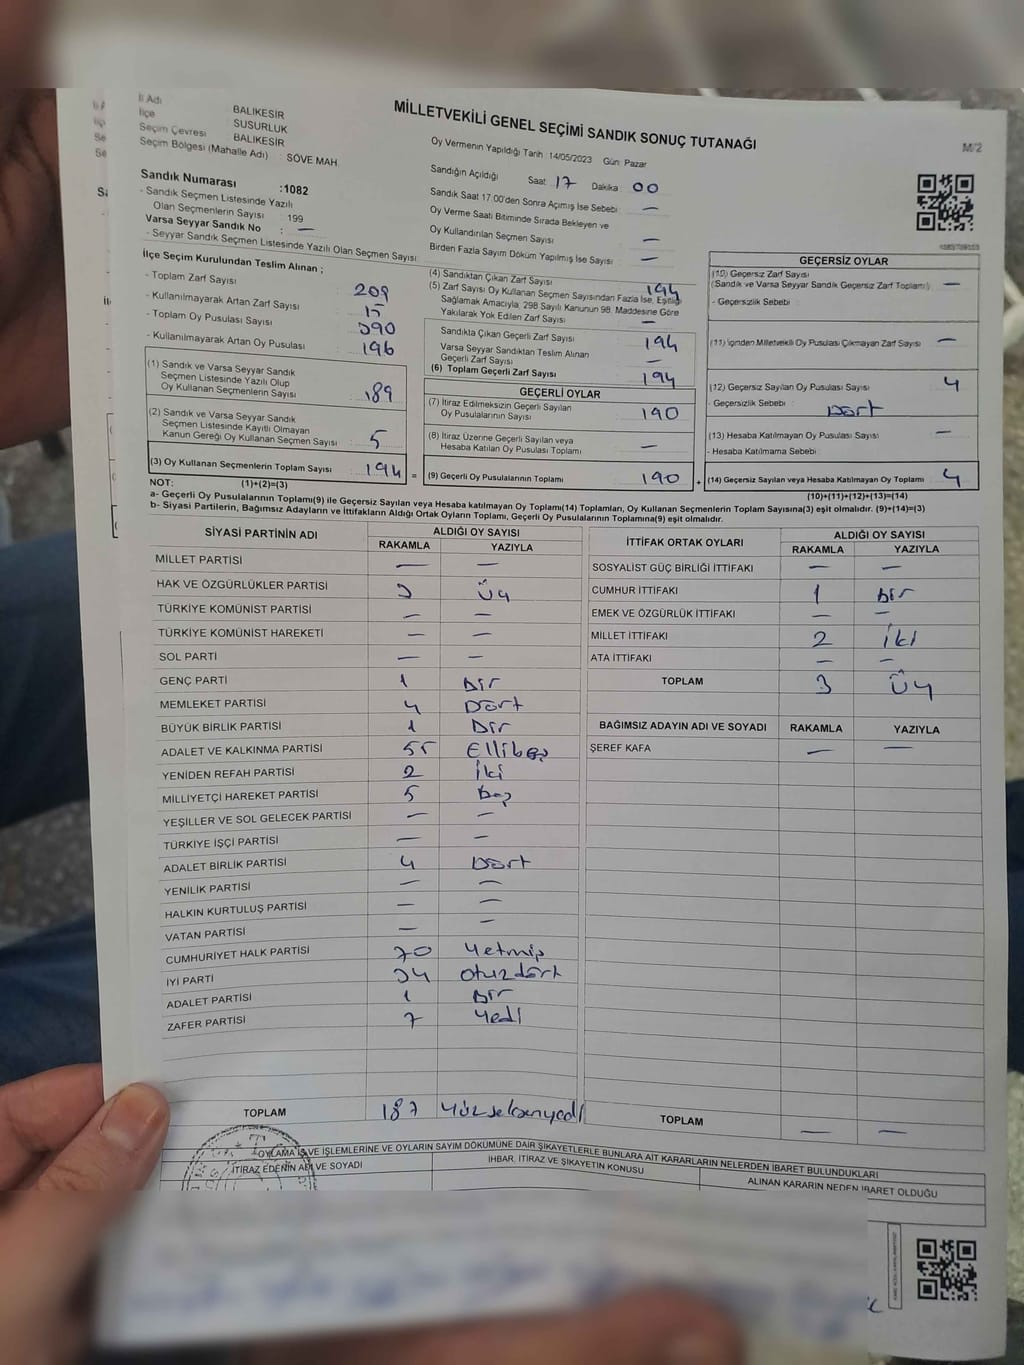 MİLLETVEKİLİ GENEL SEÇİMİ SANDIK SONUÇ TUTANAĞI
M/2
İl Adı BALIKESİR
İlçe : SUSURLUK
Seçim Çevresi : BALIKESİR
Seçim Bölgesi (Mahalle Adı) : SÖVE MAH.
Sandık Numarası :1082
- Sandık Seçmen Listesinde Yazılı
Olan Seçmenlerin Sayısı : 199
Varsa Seyyar Sandık No : —
- Seyyar Sandık Seçmen Listesinde Yazılı Olan Seçmen Sayısı
Oy Vermenin Yapıldığı Tarih :14/05/2023 Gün: Pazar
Sandığın Açıldığı Saat 17 Dakika 00
Sandık Saat 17.00'den Sonra Açımış İse Sebebi : —
Oy Verme Saati Bitiminde Sırada Bekleyen ve
Oy Kullandırılan Seçmen Sayısı —
Birden Fazla Sayım Döküm Yapılmış İse Sayısı : —
İlçe Seçim Kurulundan Teslim Alınan ;
- Toplam Zarf Sayısı : 209
- Kullanılmayarak Artan Zarf Sayısı : 15
- Toplam Oy Pusulası Sayısı : 390
- Kullanılmayarak Artan Oy Pusulası : 196
(1) Sandık ve Varsa Seyyar Sandık
Seçmen Listesinde Yazılı Olup
Oy Kullanan Seçmenlerin Sayısı : 189
(2) Sandık ve Varsa Seyyar Sandık
Seçmen Listesinde Kayıtlı Olmayan
Kanun Gereği Oy Kullanan Seçmen Sayısı : 5
(3) Oy Kullanan Seçmenlerin Toplam Sayısı : 194
(4) Sandıktan Çıkan Zarf Sayısı : 194
(5) Zarf Sayısı Oy Kullanan Seçmen Sayısından Fazla İse, Eşitliği
Sağlamak Amacıyla, 298 Sayılı Kanunun 98. Maddesine Göre
Yakılarak Yok Edilen Zarf Sayısı : —
Sandıkta Çıkan Geçerli Zarf Sayısı : 194
Varsa Seyyar Sandıktan Teslim Alınan
Geçerli Zarf Sayısı : —
(6) Toplam Geçerli Zarf Sayısı : 194
GEÇERLİ OYLAR
(7) İtiraz Edilmeksizin Geçerli Sayılan
Oy Pusulalarının Sayısı : 190
(8) İtiraz Üzerine Geçerli Sayılan veya
Hesaba Katılan Oy Pusulası Toplamı : —
= (9) Geçerli Oy Pusulalarının Toplamı : 190
GEÇERSİZ OYLAR
(10) Geçersiz Zarf Sayısı
(Sandık ve Varsa Seyyar Sandık Geçersiz Zarf Toplamı) : —
- Geçersizlik Sebebi :
(11) İçinden Milletvekili Oy Pusulası Çıkmayan Zarf Sayısı : —
(12) Geçersiz Sayılan Oy Pusulası Sayısı : 4
- Geçersizlik Sebebi : Dört
(13) Hesaba Katılmayan Oy Pusulası Sayısı : —
- Hesaba Katılmama Sebebi :
+ (14) Geçersiz Sayılan veya Hesaba Katılmayan Oy Toplamı : 4
NOT: (1)+(2)=(3)
(10)+(11)+(12)+(13)=(14)
a- Geçerli Oy Pusulalarının Toplamı(9) ile Geçersiz Sayılan veya Hesaba katılmayan Oy Toplamı(14) Toplamları, Oy Kullanan Seçmenlerin Toplam Sayısına(3) eşit olmalıdır. (9)+(14)=(3)
b- Siyasi Partilerin, Bağımsız Adayların ve İttifakların Aldığı Ortak Oyların Toplamı, Geçerli Oy Pusulalarının Toplamına(9) eşit olmalıdır.
SİYASİ PARTİNİN ADI ALDIĞI OY SAYISI
RAKAMLA YAZIYLA
MİLLET PARTİSİ — —
HAK VE ÖZGÜRLÜKLER PARTİSİ 3 Üç
TÜRKİYE KOMÜNİST PARTİSİ — —
TÜRKİYE KOMÜNİST HAREKETİ — —
SOL PARTİ — —
GENÇ PARTİ 1 Bir
MEMLEKET PARTİSİ 4 Dört
BÜYÜK BİRLİK PARTİSİ 1 Bir
ADALET VE KALKINMA PARTİSİ 55 Ellibeş
YENİDEN REFAH PARTİSİ 2 İki
MİLLİYETÇİ HAREKET PARTİSİ 5 Beş
YEŞİLLER VE SOL GELECEK PARTİSİ — —
TÜRKİYE İŞÇİ PARTİSİ — —
ADALET BİRLİK PARTİSİ 4 Dört
YENİLİK PARTİSİ — —
HALKIN KURTULUŞ PARTİSİ — —
VATAN PARTİSİ — —
CUMHURİYET HALK PARTİSİ 70 Yetmiş
İYİ PARTİ 34 otuzdört
ADALET PARTİSİ 1 Bir
ZAFER PARTİSİ 7 Yedi
TOPLAM 187 Yüzseksenyedi
İTTİFAK ORTAK OYLARI ALDIĞI OY SAYISI
RAKAMLA YAZIYLA
SOSYALİST GÜÇ BİRLİĞİ İTTİFAKI — —
CUMHUR İTTİFAKI 1 Bir
EMEK VE ÖZGÜRLÜK İTTİFAKI — —
MİLLET İTTİFAKI 2 İki
ATA İTTİFAKI — —
TOPLAM 3 Üç
BAĞIMSIZ ADAYIN ADI VE SOYADI RAKAMLA YAZIYLA
ŞEREF KAFA — —
TOPLAM — —
OYLAMA İŞ VE İŞLEMLERİNE VE OYLARIN SAYIM DÖKÜMÜNE DAİR ŞİKAYETLERLE BUNLARA AİT KARARLARIN NELERDEN İBARET BULUNDUKLARI
İTİRAZ EDENİN ADI VE SOYADI İHBAR, İTİRAZ VE ŞİKAYETİN KONUSU ALINAN KARARIN NEDEN İBARET OLDUĞU